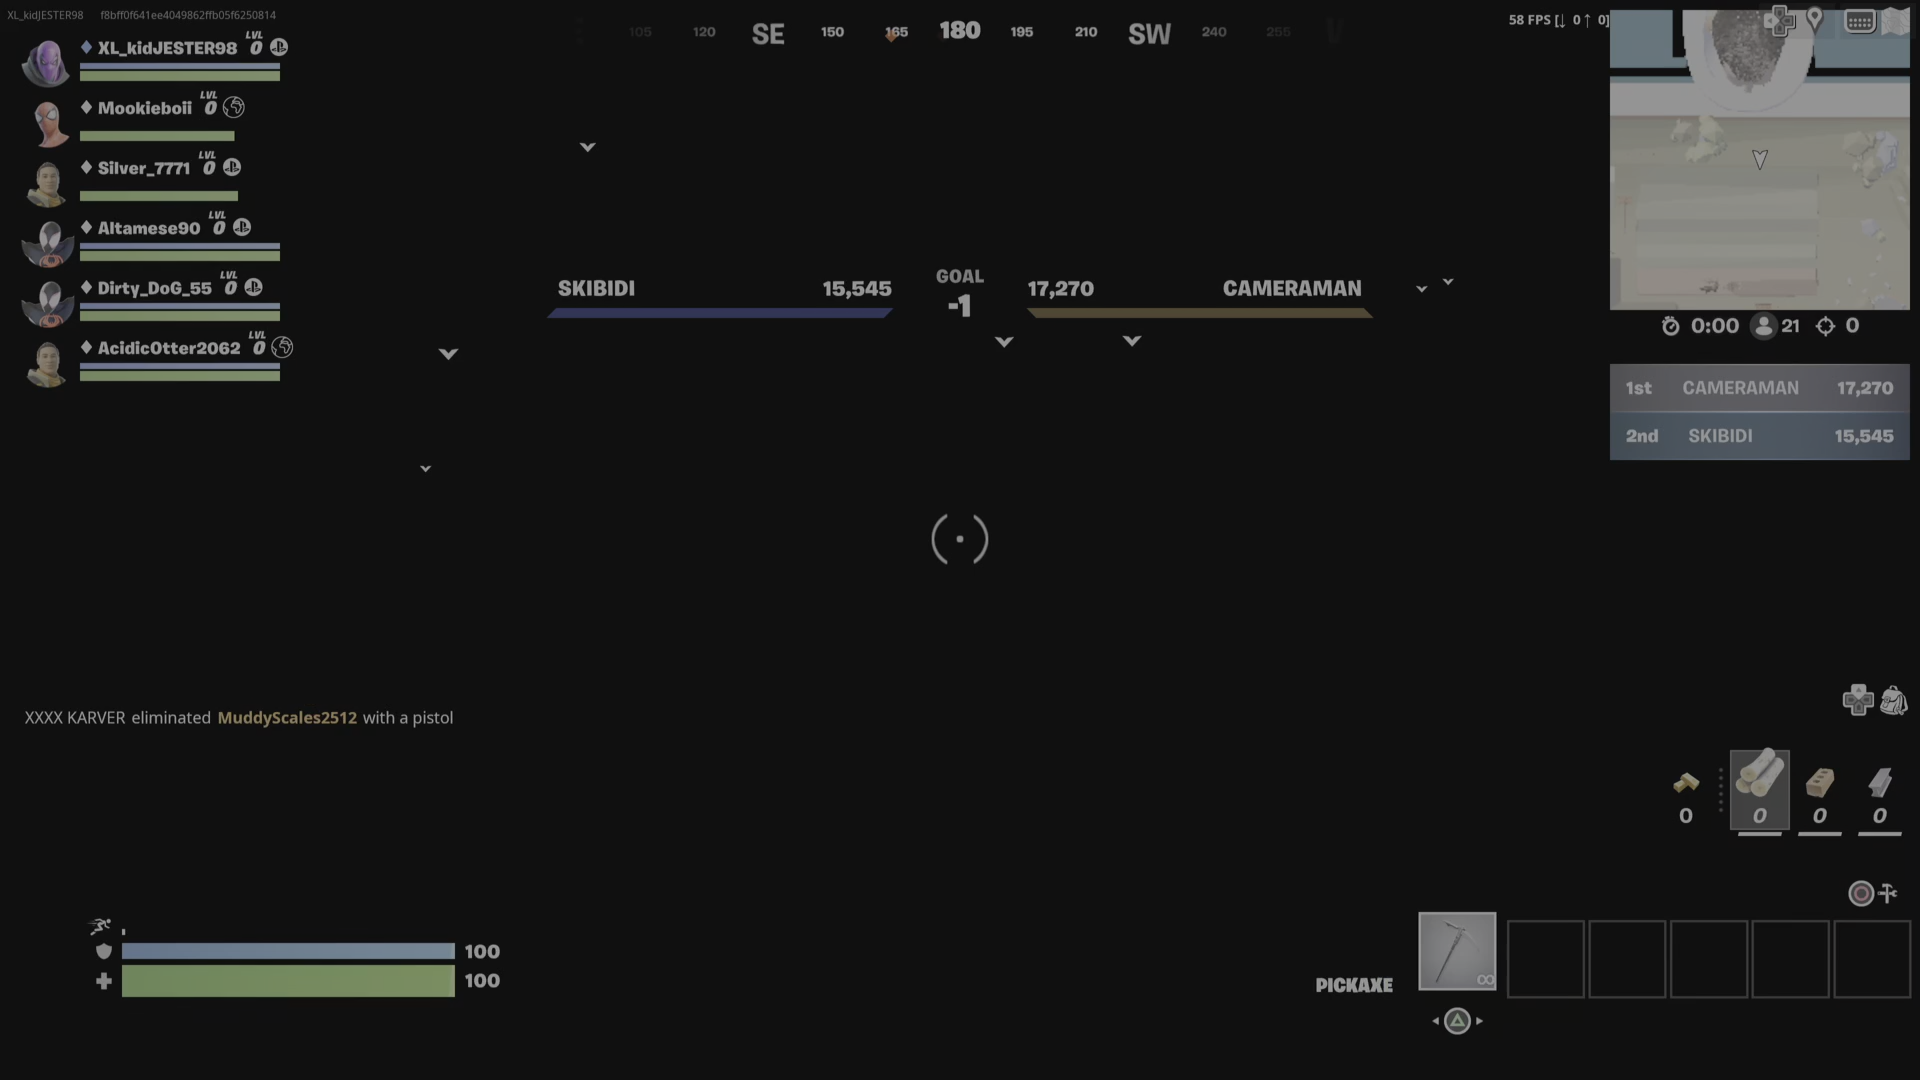 XL_kidJESTER98 f8bff0f641ee4049862ffb05f6250814
105 120 SE 150 165 180 195 210 SW 240 255
58 FPS [↓ 0↑ 0]
XL_kidJESTER98 LVL 0
Mookieboii LVL 0
Silver_7771 LVL 0
Altamese90 LVL 0
Dirty_DoG_55 LVL 0
AcidicOtter2062 LVL 0
SKIBIDI 15,545 GOAL -1 17,270 CAMERAMAN
0:00 21 0
1st CAMERAMAN 17,270
2nd SKIBIDI 15,545
XXXX KARVER eliminated MuddyScales2512 with a pistol
0 0 0 0
100
100
PICKAXE
∞